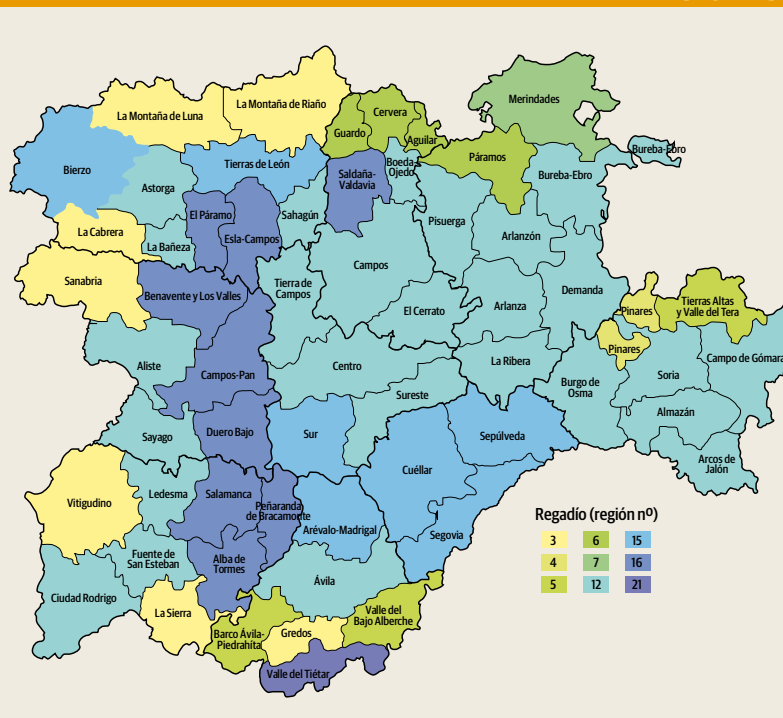 La Montaña de Luna
La Montaña de Riaño
Merindades
Cervera
Guardo
Aguilar
Bierzo
Astorga
Tierras de León
Saldaña-
Valdavia
Boeda-
Ojeda
Páramos
Bureba-Ebro
Bureba-Ebro
La Cabrera
El Páramo
Sahagún
Esla-Campos
La Bañeza
Pisuerga
Arlanzón
Campos
Sanabria
Benavente y Los Valles
Tierra de
Campos
El Cerrato
Arlanza
Demanda
Pinares
Tierras Altas
y Valle del Tera
Pinares
Aliste
Campos-Pan
Centro
Sureste
La Ribera
Burgo de
Osma
Soria
Campo de Gómara
Almazán
Sayago
Duero Bajo
Sur
Sepúlveda
Cuéllar
Arcos de
Jalón
Vitigudino
Ledesma
Salamanca
Peñaranda
de Bracamonte
Arévalo-Madrigal
Segovia
Fuente de
San Esteban
Alba de
Tormes
Ávila
Ciudad Rodrigo
La Sierra
Barco Ávila-
Piedrahíta
Gredos
Valle del
Bajo Alberche
Valle del Tiétar
Regadío (región nº)
3 6 15
4 7 16
5 12 21